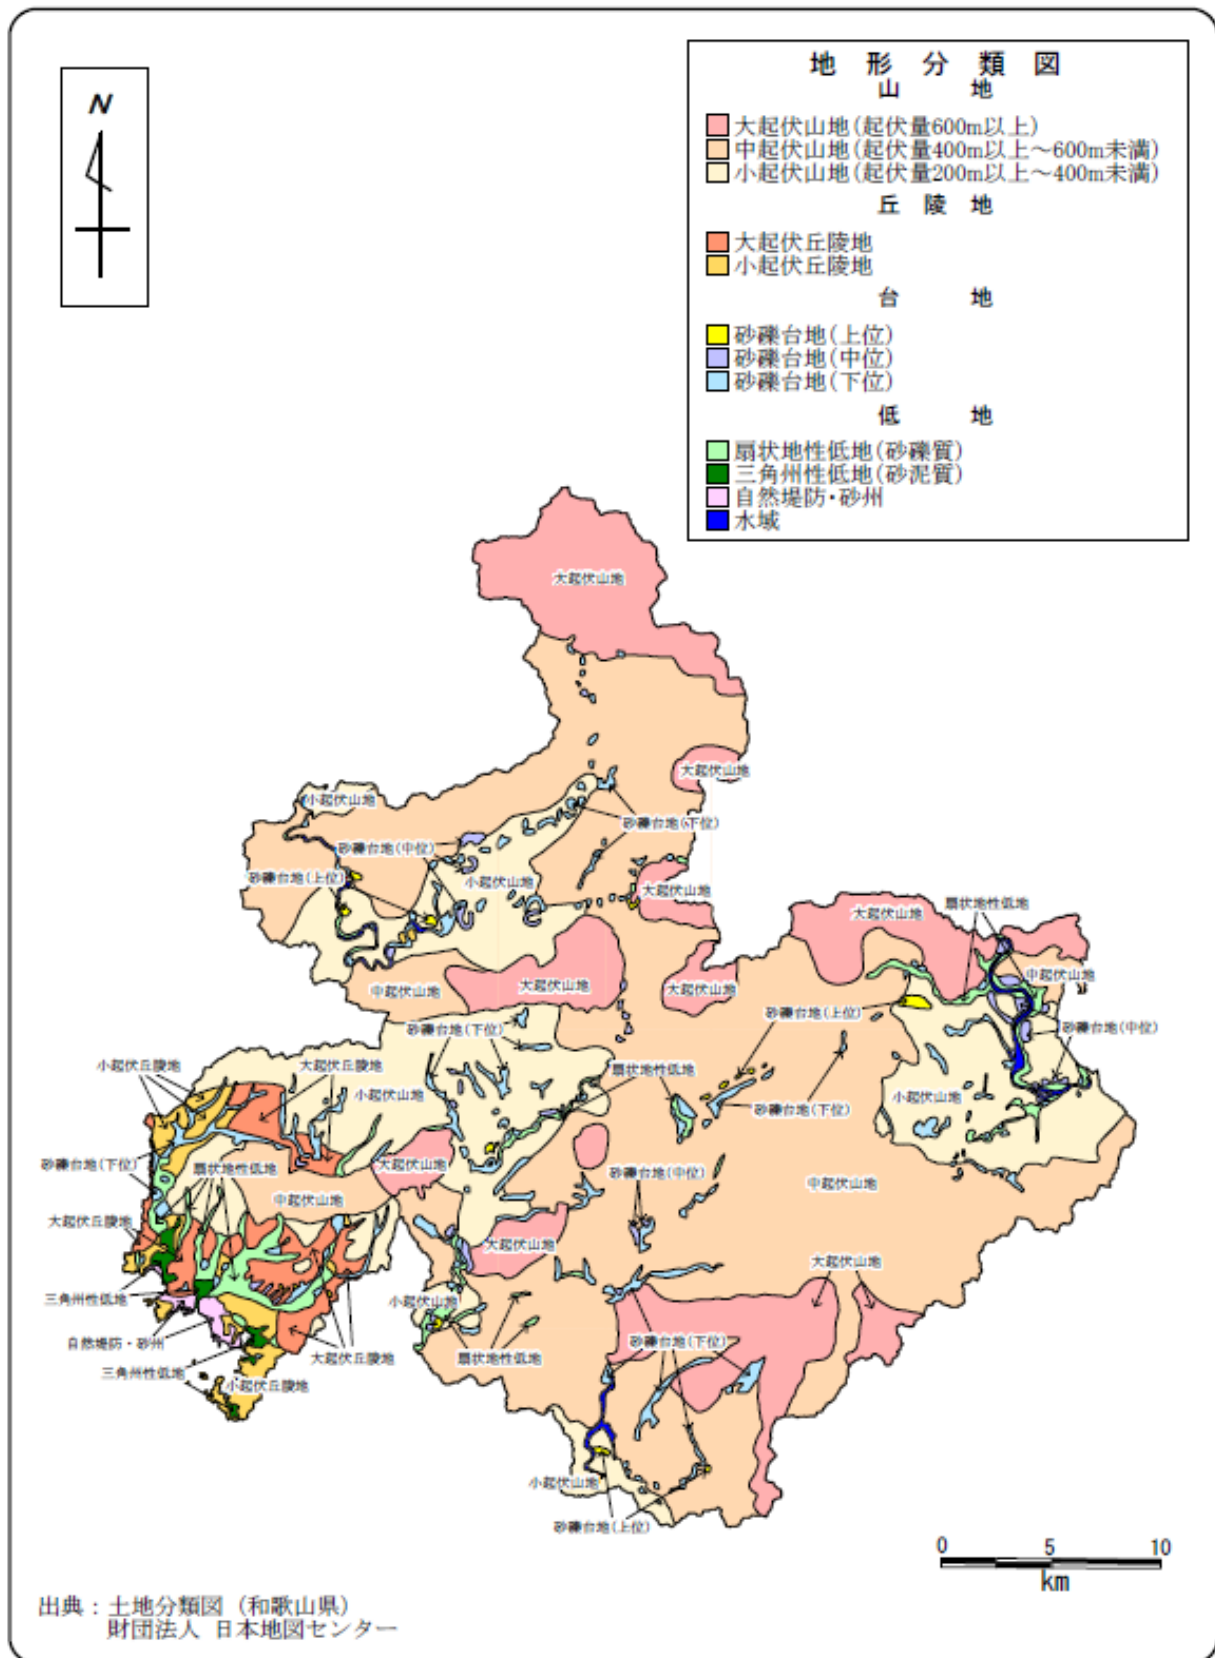 地 形 分 類 図
山 地
大起伏山地(起伏量600m以上)
中起伏山地(起伏量400m以上～600m未満)
小起伏山地(起伏量200m以上～400m未満)
丘 陵 地
大起伏丘陵地
小起伏丘陵地
台 地
砂礫台地(上位)
砂礫台地(中位)
砂礫台地(下位)
低 地
扇状地性低地(砂礫質)
三角州性低地(砂泥質)
自然堤防・砂州
水域
N
大起伏山地
大起伏山地
小起伏山地
砂礫台地(下位)
砂礫台地(中位)
砂礫台地(上位)
小起伏山地
大起伏山地
大起伏山地
扇状地性低地
中起伏山地
中起伏山地
大起伏山地
大起伏山地
砂礫台地(上位)
砂礫台地(中位)
砂礫台地(下位)
小起伏丘陵地
大起伏丘陵地
小起伏山地
扇状地性低地
砂礫台地(下位)
小起伏山地
砂礫台地(下位)
扇状地性低地
大起伏山地
砂礫台地(中位)
中起伏山地
中起伏山地
大起伏丘陵地
大起伏山地
大起伏山地
三角州性低地
小起伏山地
自然堤防・砂州
砂礫台地(下位)
大起伏丘陵地
扇状地性低地
三角州性低地
小起伏丘陵地
小起伏山地
砂礫台地(上位)
0 5 10
km
出典：土地分類図（和歌山県）
財団法人 日本地図センター